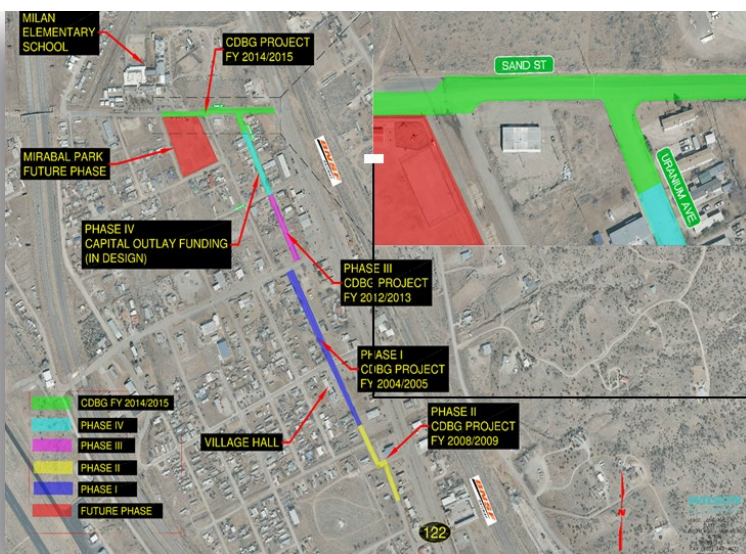 MILAN
ELEMENTARY
SCHOOL
CDBG PROJECT
FY 2014/2015
SAND ST
URANIUM AVE
BNSF
MIRABAL PARK
FUTURE PHASE
PHASE IV
CAPITAL OUTLAY FUNDING
(IN DESIGN)
PHASE III
CDBG PROJECT
FY 2012/2013
PHASE I
CDBG PROJECT
FY 2004/2005
PHASE II
CDBG PROJECT
FY 2008/2009
VILLAGE HALL
CDBG FY 2014/2015
PHASE IV
PHASE III
PHASE II
PHASE I
FUTURE PHASE
BNSF
122
N